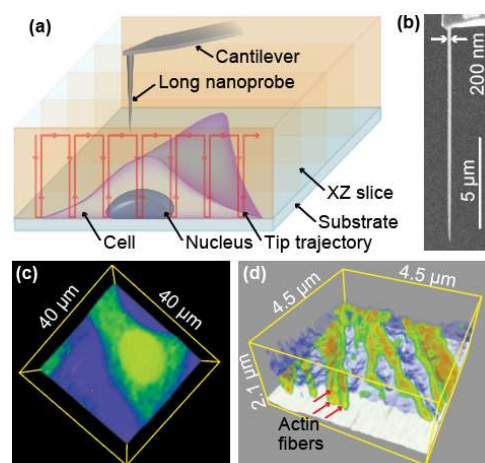 (a)
Cantilever
Long nanoprobe
XZ slice
Substrate
Cell
Nucleus
Tip trajectory
(b)
200 nm
5 μm
(c)
40 μm
40 μm
(d)
4.5 μm
4.5 μm
2.1 μm
Actin
fibers